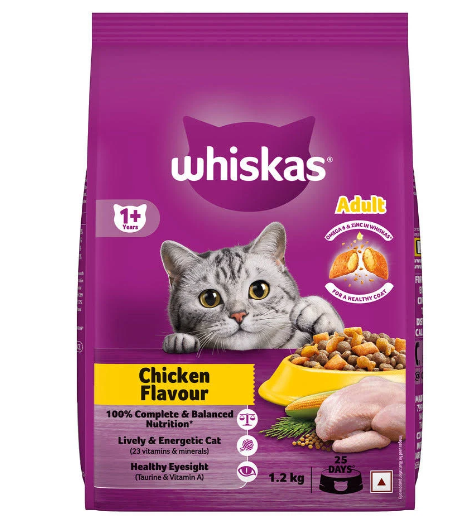 whiskas®
Adult
1+
Years
OMEGA 6 & ZINC IN WHISKAS®
FOR A HEALTHY COAT
Chicken
Flavour
100% Complete & Balanced
Nutrition*
Lively & Energetic Cat
(23 vitamins & minerals)
Healthy Eyesight
(Taurine & Vitamin A)
1.2 kg
25
DAYS